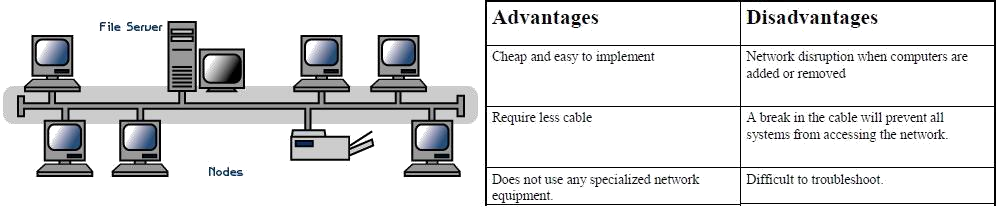 File Server
Nodes
Advantages
Disadvantages
Cheap and easy to implement
Network disruption when computers are
added or removed
Require less cable
A break in the cable will prevent all
systems from accessing the network.
Does not use any specialized network
equipment.
Difficult to troubleshoot.